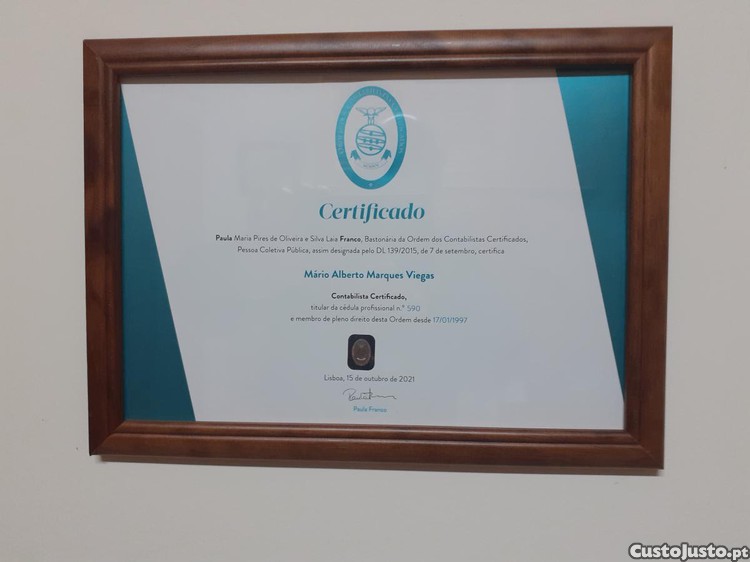 Certificado
Paula Maria Pires de Oliveira e Silva Laia Franco, Bastonária da Ordem dos Contabilistas Certificados,
Pessoa Coletiva Pública, assim designada pelo DL 139/2015, de 7 de setembro, certifica
Mário Alberto Marques Viegas
Contabilista Certificado,
titular da cédula profissional n.º 590
e membro de pleno direito desta Ordem desde 17/01/1997
Lisboa, 15 de outubro de 2021
Paula Franco
CustoJusto.pt